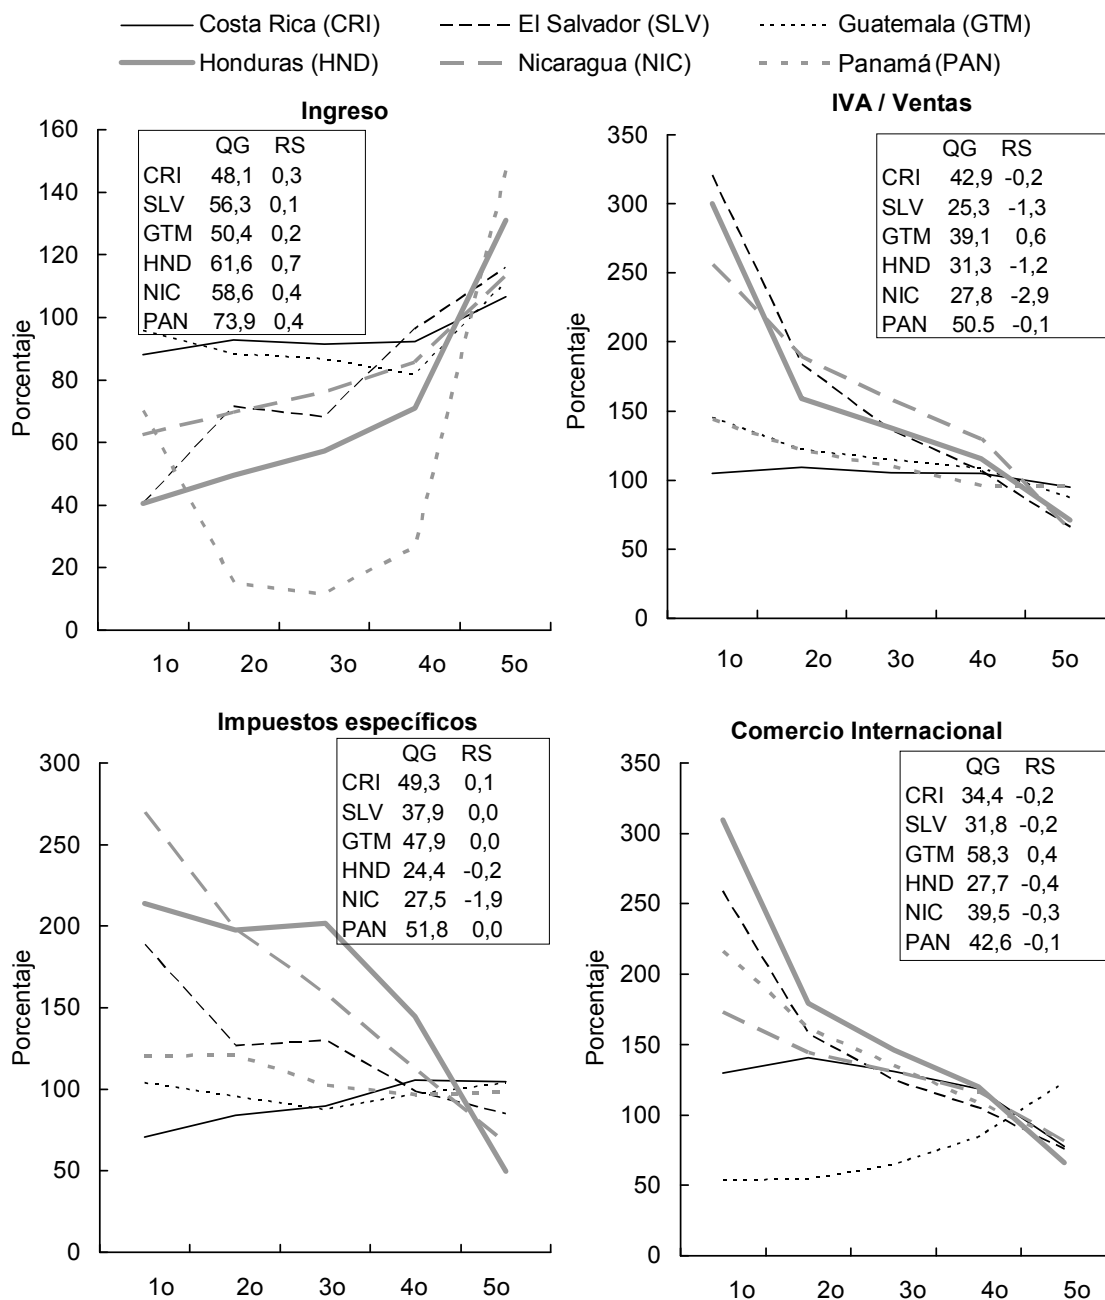 Costa Rica (CRI) El Salvador (SLV) Guatemala (GTM)
Honduras (HND) Nicaragua (NIC) Panamá (PAN)
Ingreso
Porcentaje
160
140
120
100
80
60
40
20
0
QG RS
CRI 48,1 0,3
SLV 56,3 0,1
GTM 50,4 0,2
HND 61,6 0,7
NIC 58,6 0,4
PAN 73,9 0,4
1o 2o 3o 4o 5o
IVA / Ventas
Porcentaje
350
300
250
200
150
100
50
0
QG RS
CRI 42,9 -0,2
SLV 25,3 -1,3
GTM 39,1 0,6
HND 31,3 -1,2
NIC 27,8 -2,9
PAN 50.5 -0,1
1o 2o 3o 4o 5o
Impuestos específicos
Porcentaje
300
250
200
150
100
50
0
QG RS
CRI 49,3 0,1
SLV 37,9 0,0
GTM 47,9 0,0
HND 24,4 -0,2
NIC 27,5 -1,9
PAN 51,8 0,0
1o 2o 3o 4o 5o
Comercio Internacional
Porcentaje
350
300
250
200
150
100
50
0
QG RS
CRI 34,4 -0,2
SLV 31,8 -0,2
GTM 58,3 0,4
HND 27,7 -0,4
NIC 39,5 -0,3
PAN 42,6 -0,1
1o 2o 3o 4o 5o